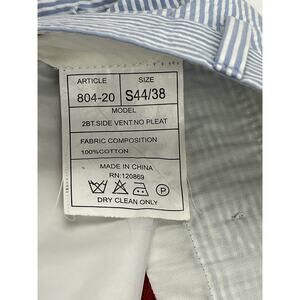 ARTICLE SIZE
804-20 S44/38
MODEL
2BT.SIDE VENT NO PLEAT
FABRIC COMPOSITION
100%COTTON
MADE IN CHINA
RN:120869
P
DRY CLEAN ONLY